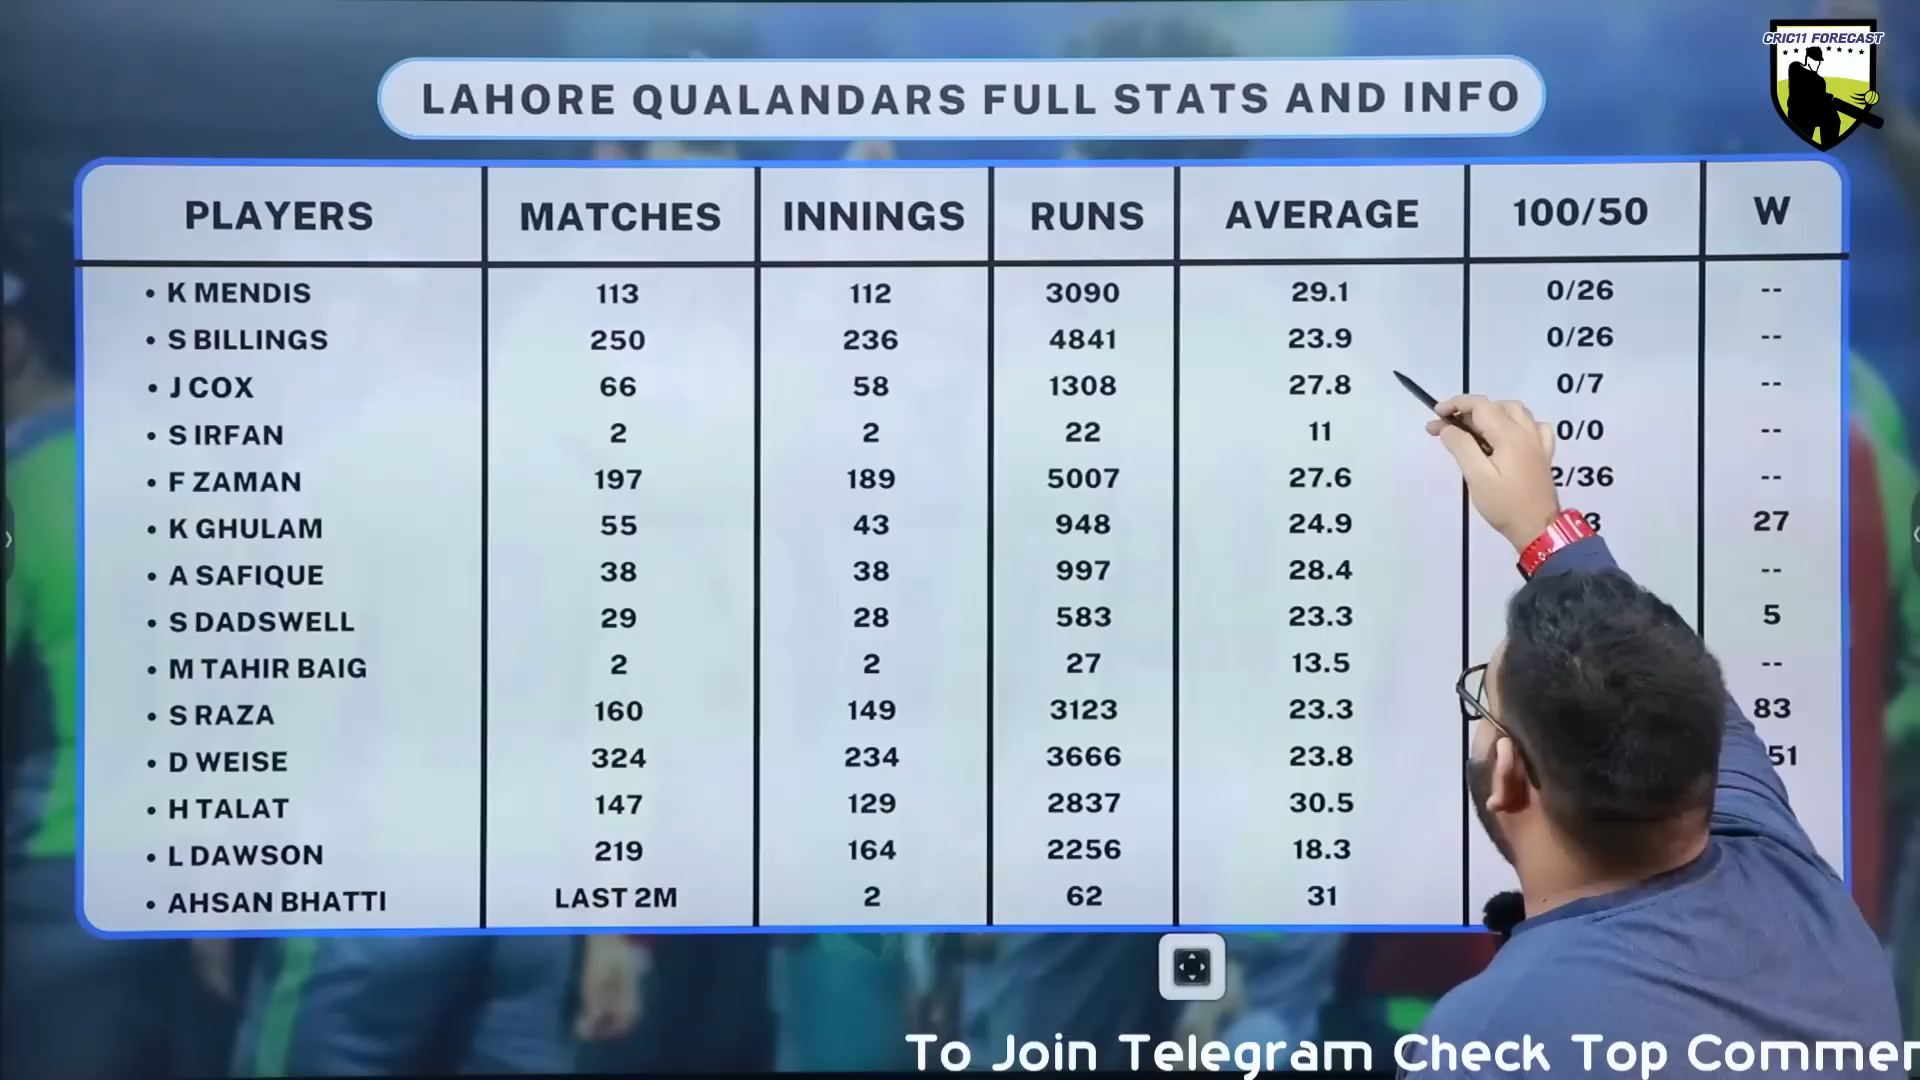 CRIC11 FORECAST
LAHORE QUALANDARS FULL STATS AND INFO
PLAYERS MATCHES INNINGS RUNS AVERAGE 100/50 W
• K MENDIS 113 112 3090 29.1 0/26 --
• S BILLINGS 250 236 4841 23.9 0/26 --
• J COX 66 58 1308 27.8 0/7 --
• S IRFAN 2 2 22 11 0/0 --
• F ZAMAN 197 189 5007 27.6 2/36 --
• K GHULAM 55 43 948 24.9 3 27
• A SAFIQUE 38 38 997 28.4 --
• S DADSWELL 29 28 583 23.3 5
• M TAHIR BAIG 2 2 27 13.5 --
• S RAZA 160 149 3123 23.3 83
• D WEISE 324 234 3666 23.8 51
• H TALAT 147 129 2837 30.5
• L DAWSON 219 164 2256 18.3
• AHSAN BHATTI LAST 2M 2 62 31
To Join Telegram Check Top Commen